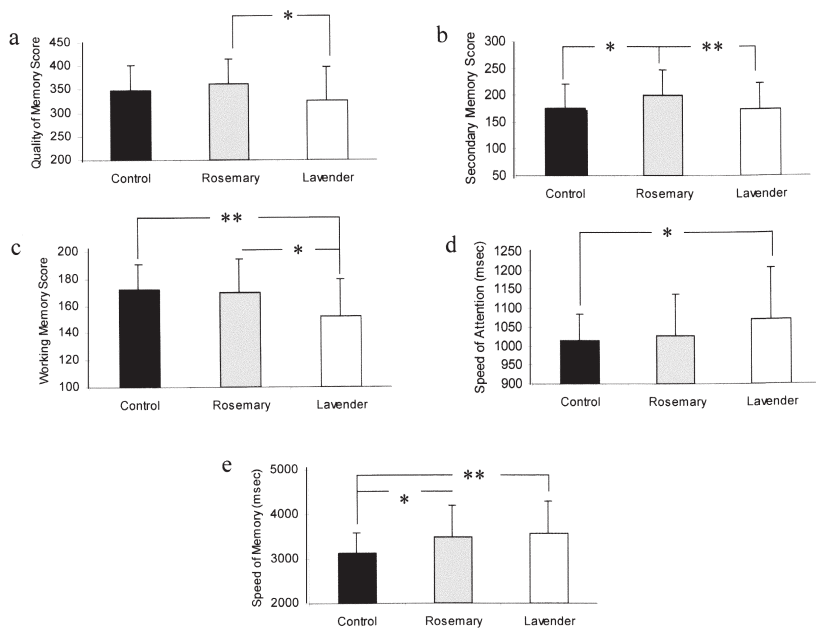 a
Quality of Memory Score
450
400
350
300
250
200
*
Control Rosemary Lavender
b
Secondary Memory Score
300
250
200
150
100
50
* **
Control Rosemary Lavender
c
Working Memory Score
200
180
160
140
120
100
**
*
Control Rosemary Lavender
d
Speed of Attention (msec)
1250
1200
1150
1100
1050
1000
950
900
*
Control Rosemary Lavender
e
Speed of Memory (msec)
5000
4000
3000
2000
**
*
Control Rosemary Lavender